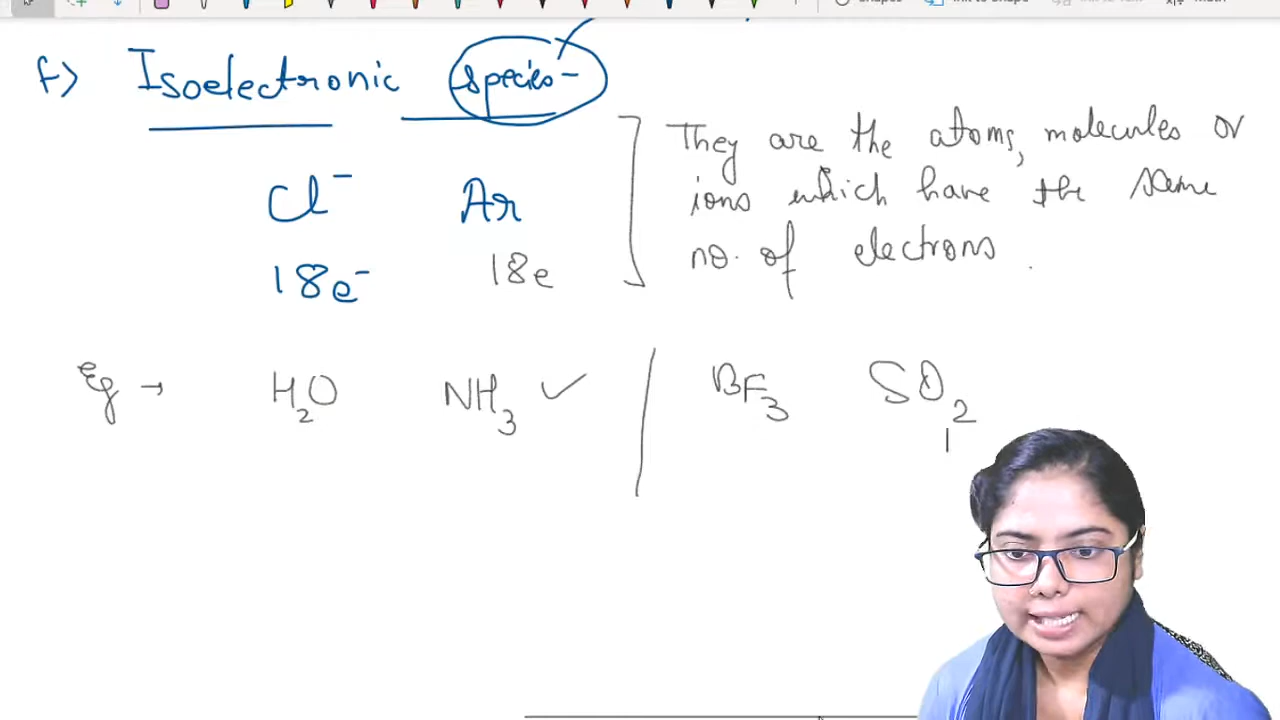 f) Isoelectronic species-
Cl⁻ Ar
18e⁻ 18e
They are the atoms, molecules or
ions which have the same
no. of electrons.
Eg → H₂O NH₃ ✓ BF₃ SO₂